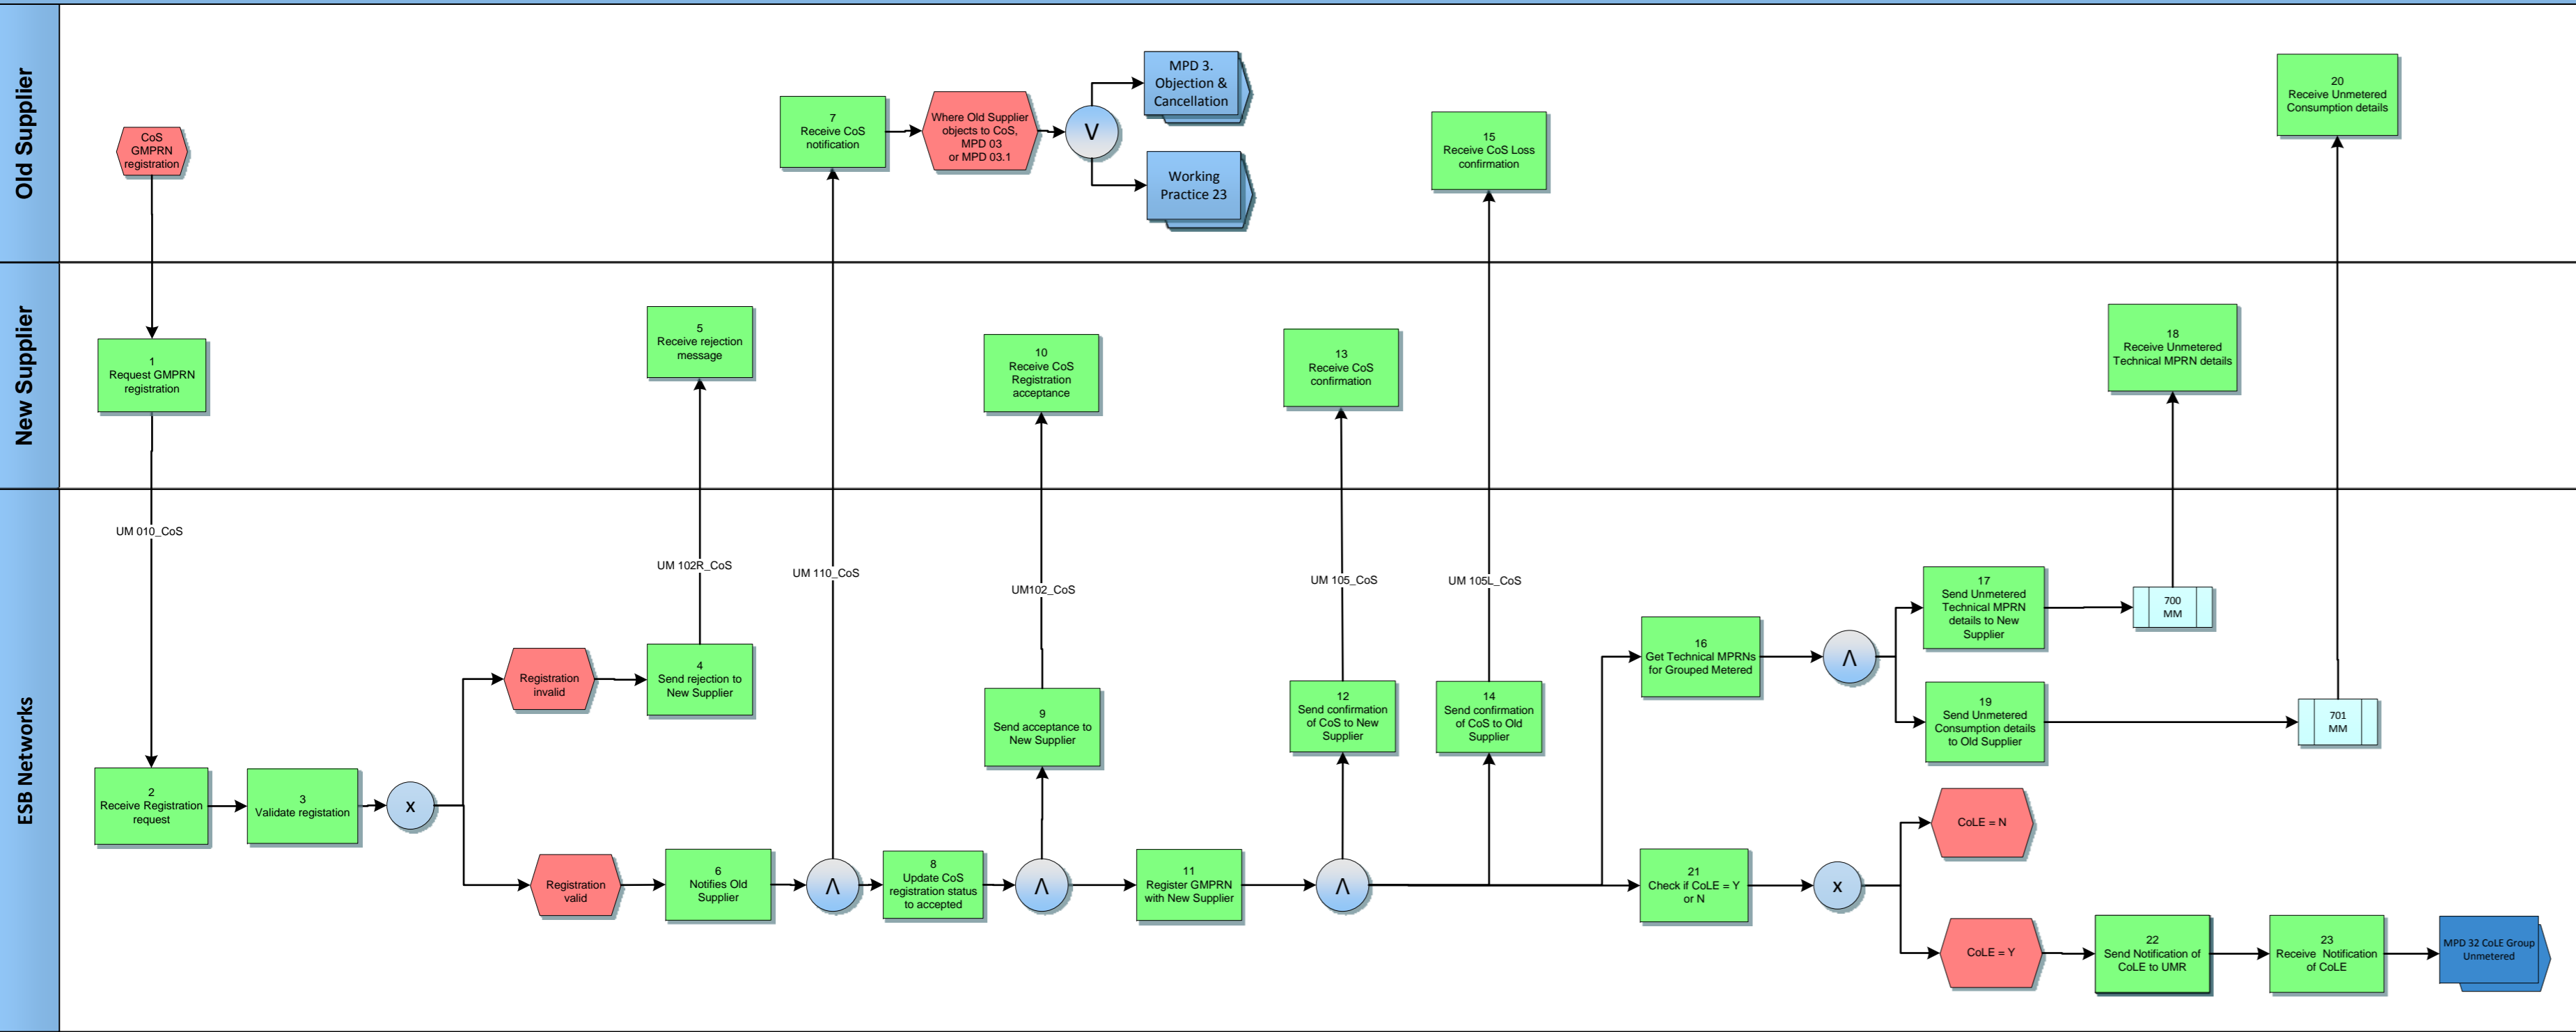 Old Supplier
CoS
GMPRN
registration
7
Receive CoS
notification
Where Old Supplier
objects to CoS,
MPD 03
or MPD 03.1
V
MPD 3.
Objection &
Cancellation
Working
Practice 23
15
Receive CoS Loss
confirmation
20
Receive Unmetered
Consumption details
New Supplier
1
Request GMPRN
registration
5
Receive rejection
message
10
Receive CoS
Registration
acceptance
13
Receive CoS
confirmation
18
Receive Unmetered
Technical MPRN details
ESB Networks
UM 010_CoS
UM 102R_CoS
UM 110_CoS
UM102_CoS
UM 105_CoS
UM 105L_CoS
2
Receive Registration
request
3
Validate registation
x
Registration
invalid
4
Send rejection to
New Supplier
Registration
valid
6
Notifies Old
Supplier
Λ
8
Update CoS
registration status
to accepted
9
Send acceptance to
New Supplier
Λ
11
Register GMPRN
with New Supplier
Λ
12
Send confirmation
of CoS to New
Supplier
14
Send confirmation
of CoS to Old
Supplier
16
Get Technical MPRNs
for Grouped Metered
Λ
17
Send Unmetered
Technical MPRN
details to New
Supplier
700
MM
19
Send Unmetered
Consumption details
to Old Supplier
701
MM
21
Check if CoLE = Y
or N
x
CoLE = N
CoLE = Y
22
Send Notification of
CoLE to UMR
23
Receive  Notification
of CoLE
MPD 32 CoLE Group
Unmetered